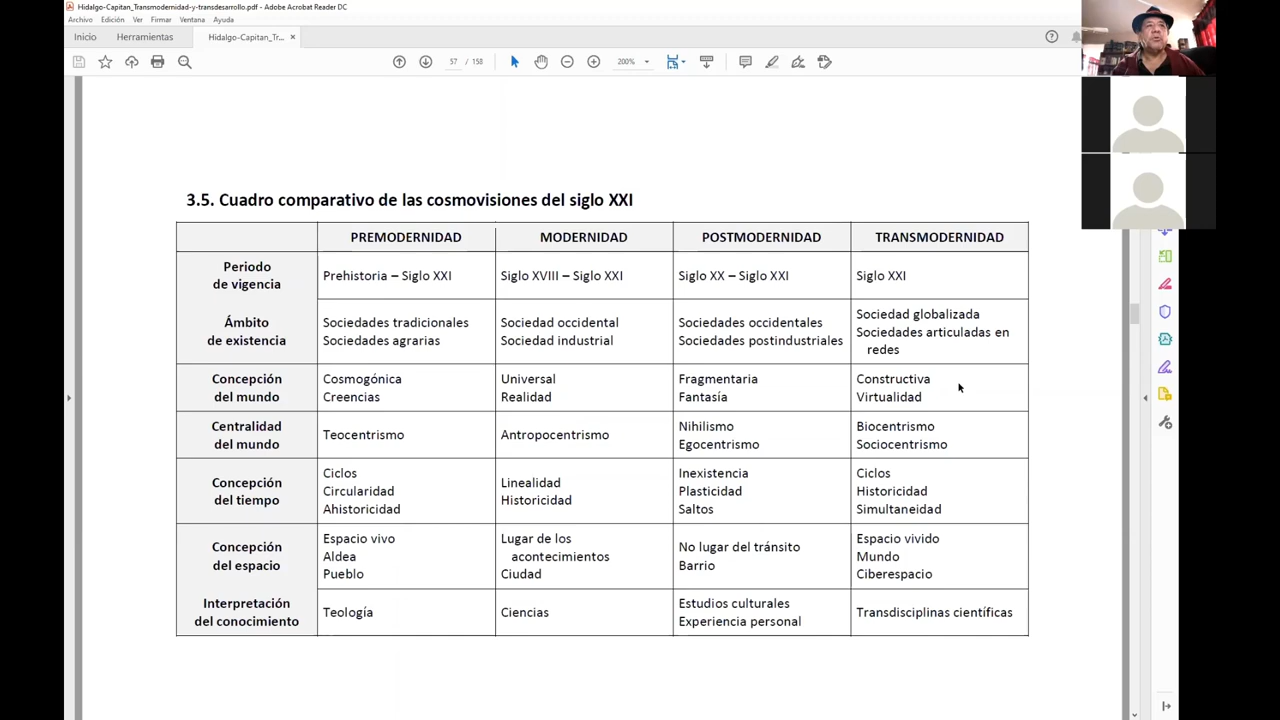 Hidalgo-Capitan_Transmodernidad-y-transdesarrollo.pdf - Adobe Acrobat Reader DC
Archivo Edición Ver Firmar Ventana Ayuda
Inicio Herramientas Hidalgo-Capitan_Tr... ×
57 / 158 200%
3.5. Cuadro comparativo de las cosmovisiones del siglo XXI
PREMODERNIDAD MODERNIDAD POSTMODERNIDAD TRANSMODERNIDAD
Periodo
de vigencia
Prehistoria – Siglo XXI
Siglo XVIII – Siglo XXI
Siglo XX – Siglo XXI
Siglo XXI
Ámbito
de existencia
Sociedades tradicionales
Sociedades agrarias
Sociedad occidental
Sociedad industrial
Sociedades occidentales
Sociedades postindustriales
Sociedad globalizada
Sociedades articuladas en
redes
Concepción
del mundo
Cosmogónica
Creencias
Universal
Realidad
Fragmentaria
Fantasía
Constructiva
Virtualidad
Centralidad
del mundo
Teocentrismo
Antropocentrismo
Nihilismo
Egocentrismo
Biocentrismo
Sociocentrismo
Concepción
del tiempo
Ciclos
Circularidad
Ahistoricidad
Linealidad
Historicidad
Inexistencia
Plasticidad
Saltos
Ciclos
Historicidad
Simultaneidad
Concepción
del espacio
Espacio vivo
Aldea
Pueblo
Lugar de los
acontecimientos
Ciudad
No lugar del tránsito
Barrio
Espacio vivido
Mundo
Ciberespacio
Interpretación
del conocimiento
Teología
Ciencias
Estudios culturales
Experiencia personal
Transdisciplinas científicas